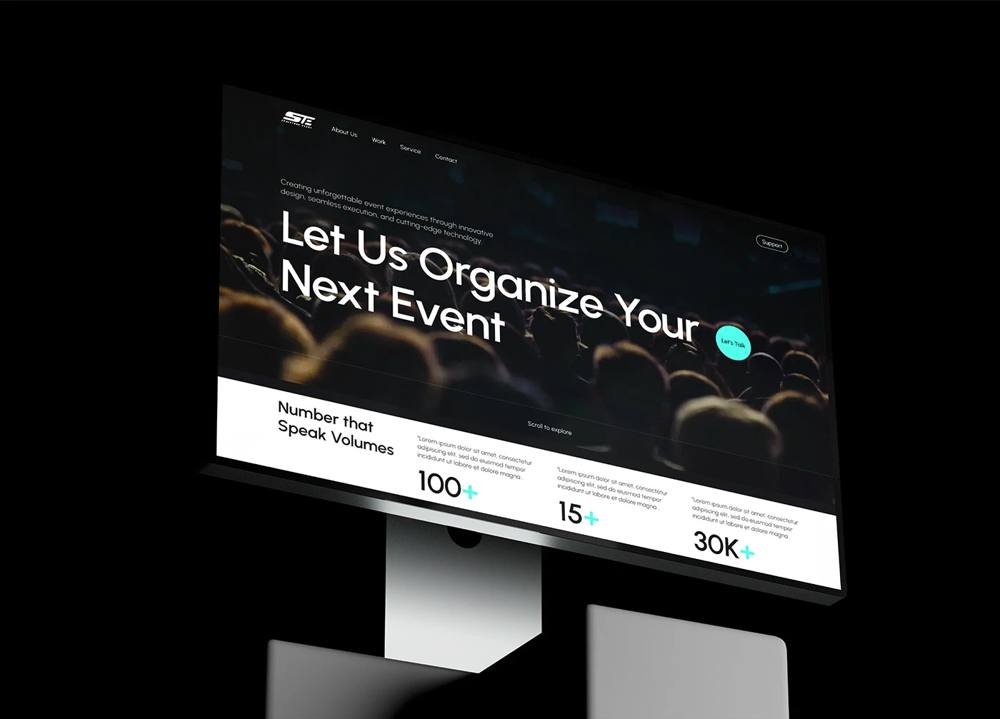 STE
About Us
Work
Service
Contact
Support
Creating unforgettable event experiences through innovative
design, seamless execution, and cutting-edge technology.
Let Us Organize Your
Next Event
Let's Talk
Scroll to explore
Number that
Speak Volumes
"Lorem ipsum dolor sit amet, consectetur
adipiscing elit, sed do eiusmod tempor
incididunt ut labore et dolore magna.
100+
"Lorem ipsum dolor sit amet, consectetur
adipiscing elit, sed do eiusmod tempor
incididunt ut labore et dolore magna.
15+
"Lorem ipsum dolor sit amet, consectetur
adipiscing elit, sed do eiusmod tempor
incididunt ut labore et dolore magna
30K+